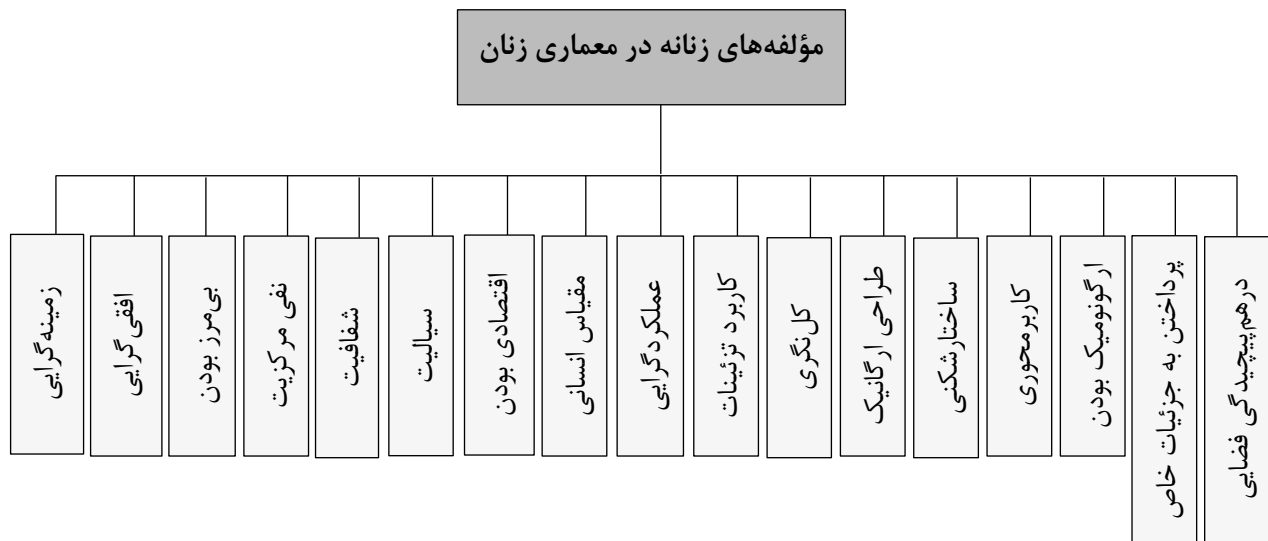 مؤلفه‌های زنانه در معماری زنان
درهم‌پیچیدگی فضایی
پرداختن به جزئیات خاص
ارگونومیک بودن
کاربرمحوری
ساختارشکنی
طراحی ارگانیک
کل‌نگری
کاربرد تزئینات
عملکردگرایی
مقیاس انسانی
اقتصادی بودن
سیالیت
شفافیت
نفی مرکزیت
بی‌مرز بودن
افقی‌گرایی
زمینه‌گرایی